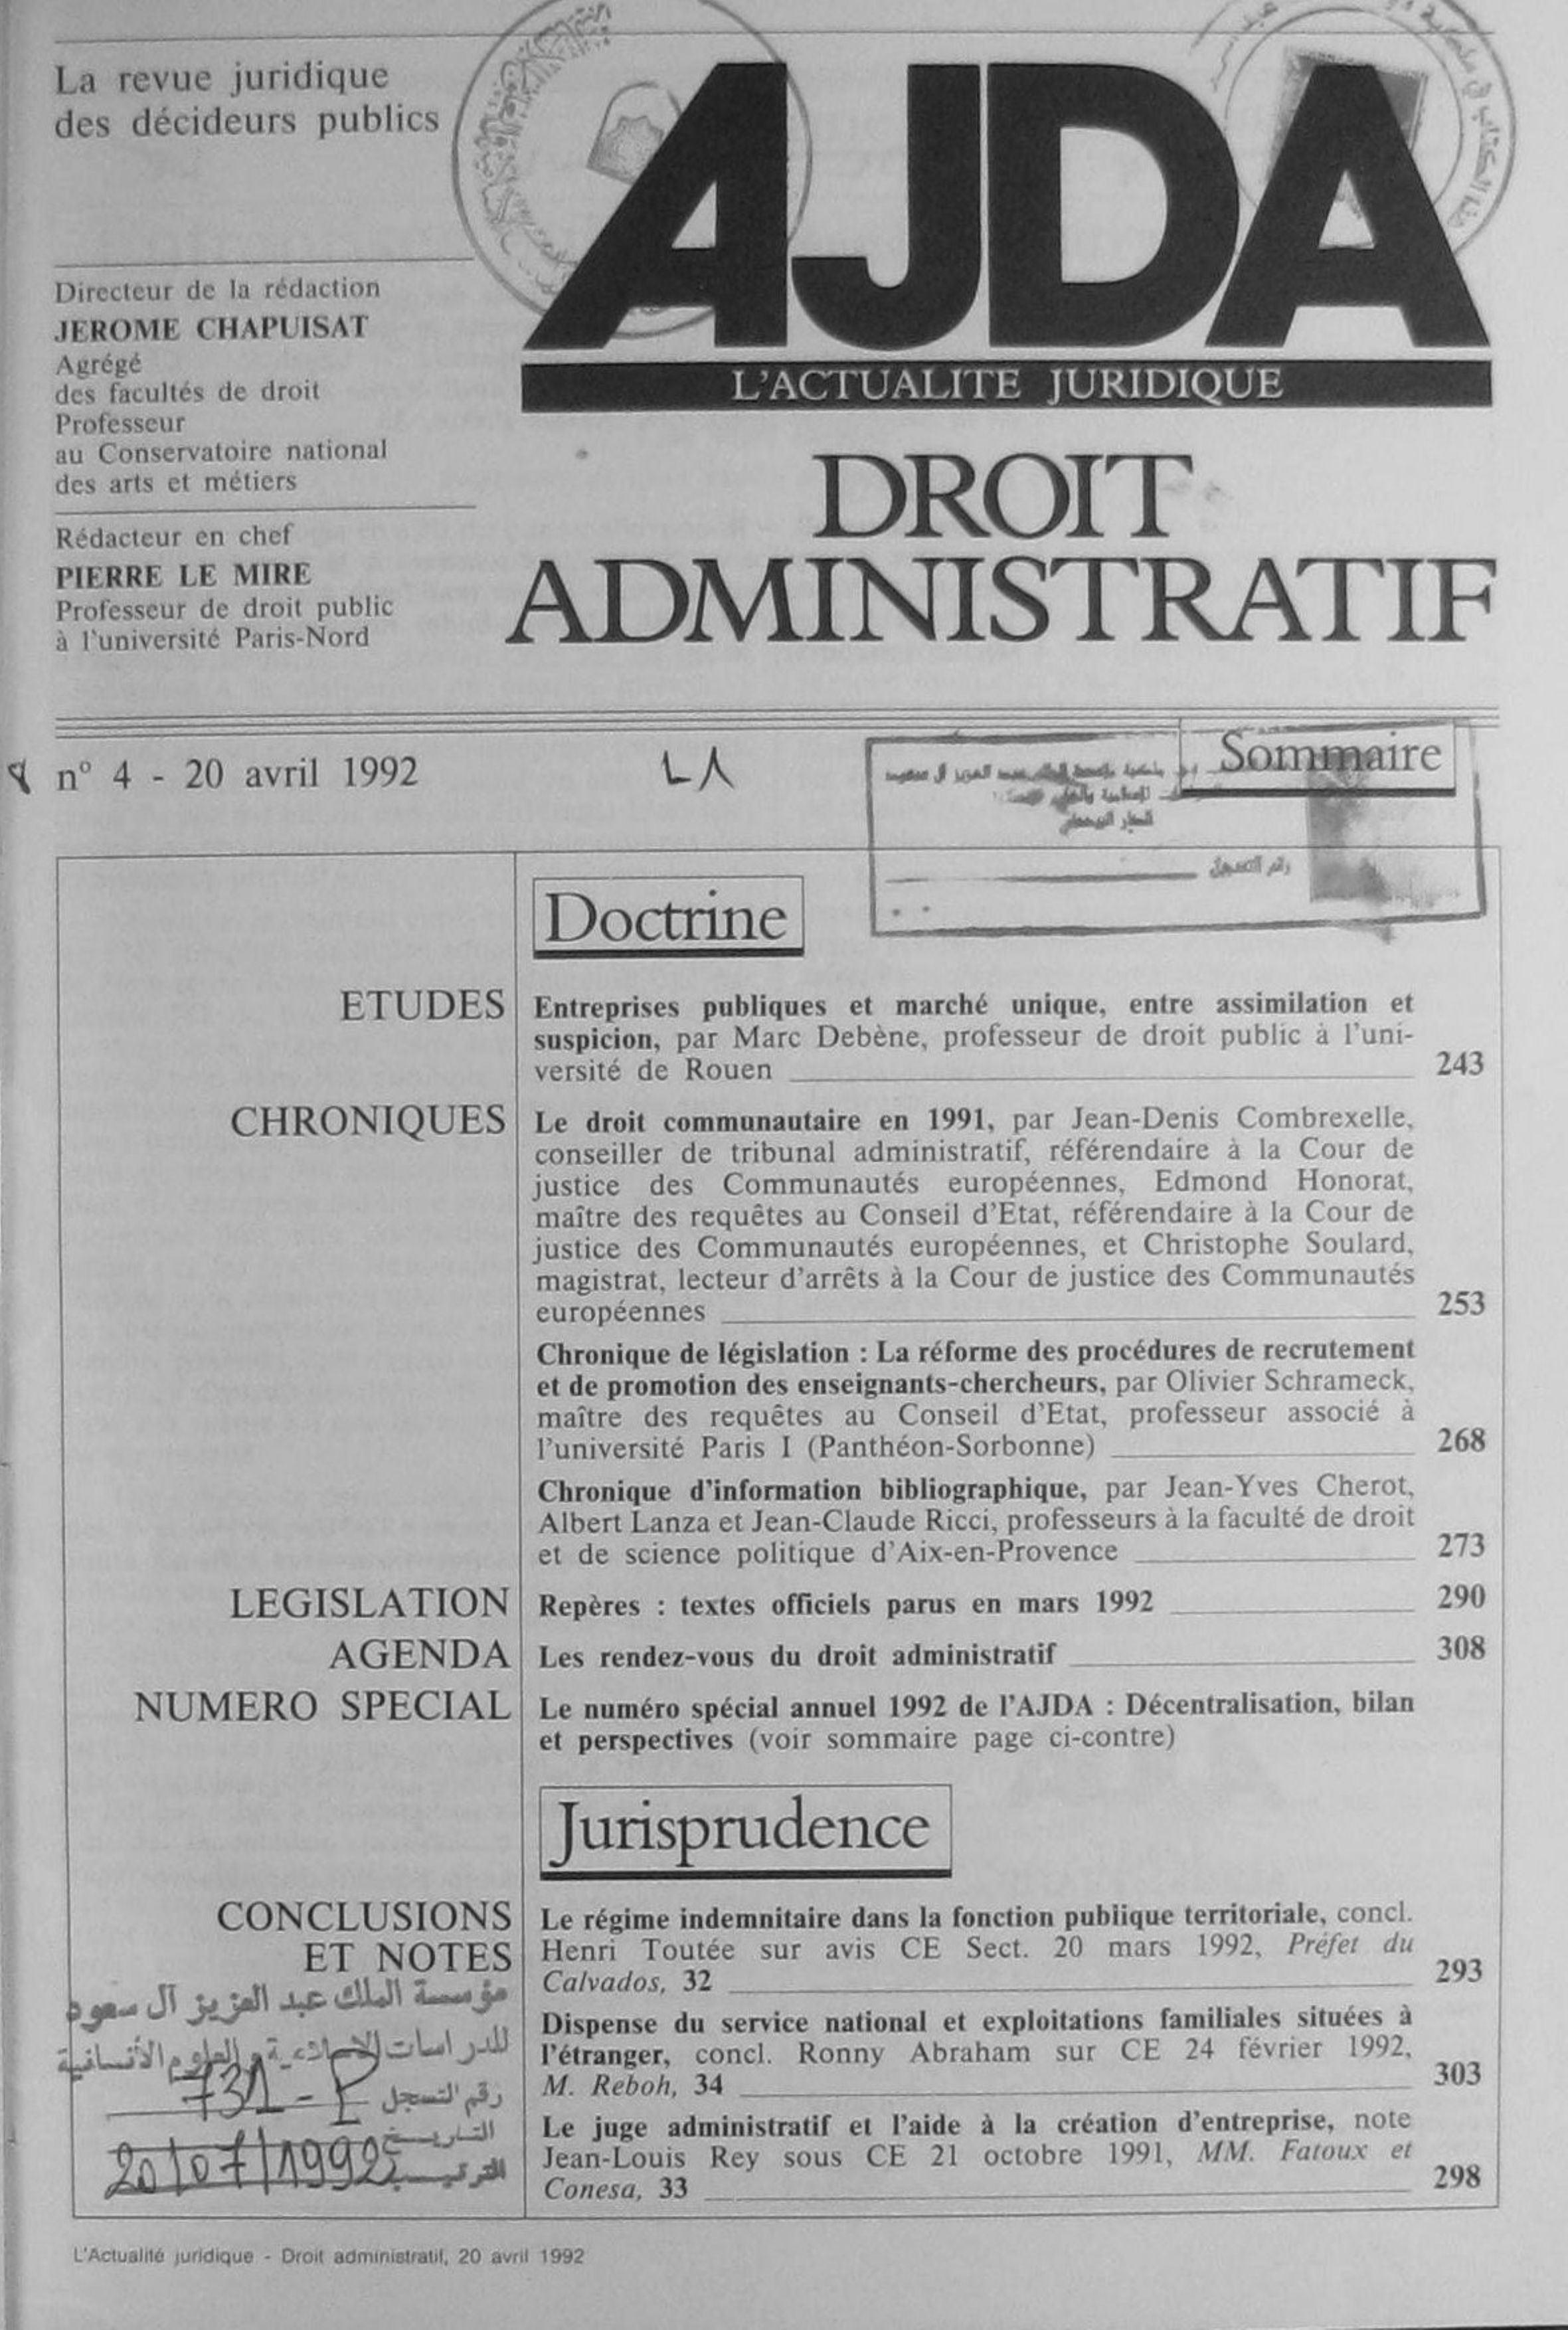 La revue juridique
des décideurs publics
AJDA
L'ACTUALITE JURIDIQUE
DROIT
ADMINISTRATIF
Directeur de la rédaction
JEROME CHAPUISAT
Agrégé
des facultés de droit
Professeur
au Conservatoire national
des arts et métiers
Rédacteur en chef
PIERRE LE MIRE
Professeur de droit public
à l'université Paris-Nord
n° 4 - 20 avril 1992
Sommaire
رقم التسجيل
Doctrine
ETUDES
Entreprises publiques et marché unique, entre assimilation et
suspicion, par Marc Debène, professeur de droit public à l'uni-
versité de Rouen 243
CHRONIQUES
Le droit communautaire en 1991, par Jean-Denis Combrexelle,
conseiller de tribunal administratif, référendaire à la Cour de
justice des Communautés européennes, Edmond Honorat,
maître des requêtes au Conseil d'Etat, référendaire à la Cour de
justice des Communautés européennes, et Christophe Soulard,
magistrat, lecteur d'arrêts à la Cour de justice des Communautés
européennes 253
Chronique de législation : La réforme des procédures de recrutement
et de promotion des enseignants-chercheurs, par Olivier Schrameck,
maître des requêtes au Conseil d'Etat, professeur associé à
l'université Paris I (Panthéon-Sorbonne) 268
Chronique d'information bibliographique, par Jean-Yves Cherot,
Albert Lanza et Jean-Claude Ricci, professeurs à la faculté de droit
et de science politique d'Aix-en-Provence 273
LEGISLATION
Repères : textes officiels parus en mars 1992 290
AGENDA
Les rendez-vous du droit administratif 308
NUMERO SPECIAL
Le numéro spécial annuel 1992 de l'AJDA : Décentralisation, bilan
et perspectives (voir sommaire page ci-contre)
Jurisprudence
CONCLUSIONS
ET NOTES
Le régime indemnitaire dans la fonction publique territoriale, concl.
Henri Toutée sur avis CE Sect. 20 mars 1992, Préfet du
Calvados, 32 293
Dispense du service national et exploitations familiales situées à
l'étranger, concl. Ronny Abraham sur CE 24 février 1992,
M. Reboh, 34 303
Le juge administratif et l'aide à la création d'entreprise, note
Jean-Louis Rey sous CE 21 octobre 1991, MM. Fatoux et
Conesa, 33 298
مؤسسة الملك عبد العزيز آل سعود
للدراسات الإسلامية والعلوم الأنسانية
رقم التسجل 731-P
التاريخ
20/07/1992
الترتيب
L'Actualité juridique - Droit administratif, 20 avril 1992